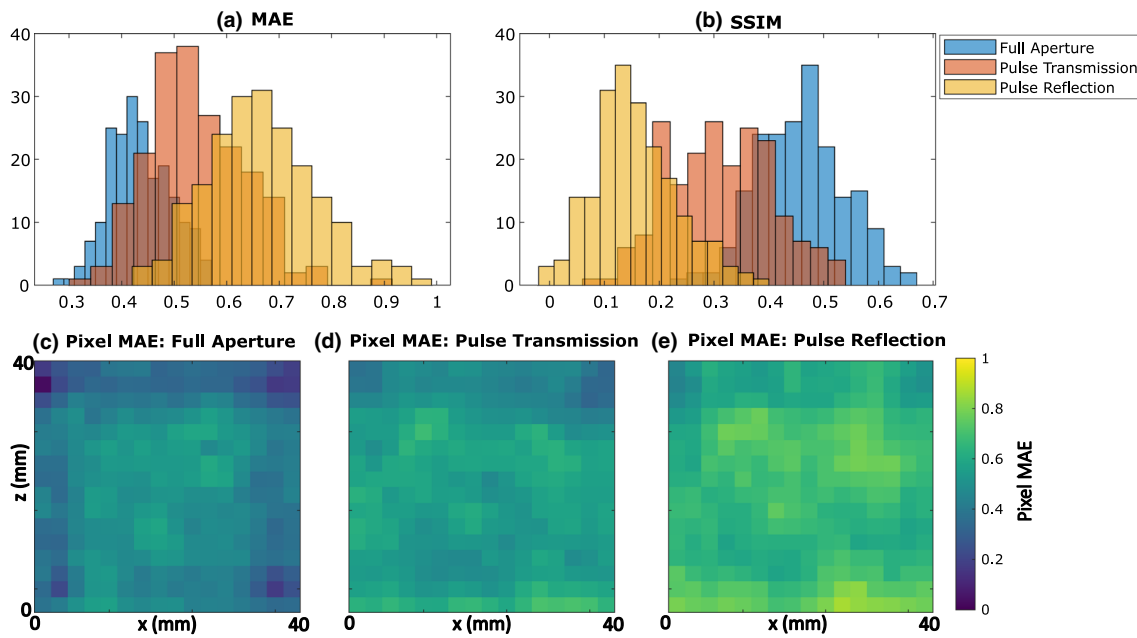 (a) MAE
(b) SSIM
40
30
20
10
0
0.3 0.4 0.5 0.6 0.7 0.8 0.9 1
40
30
20
10
0
0 0.1 0.2 0.3 0.4 0.5 0.6 0.7
Full Aperture
Pulse Transmission
Pulse Reflection
(c) Pixel MAE: Full Aperture
(d) Pixel MAE: Pulse Transmission
(e) Pixel MAE: Pulse Reflection
40
z (mm)
0
0 x (mm) 40
0 x (mm) 40
0 x (mm) 40
1
0.8
0.6
0.4
0.2
0
Pixel MAE